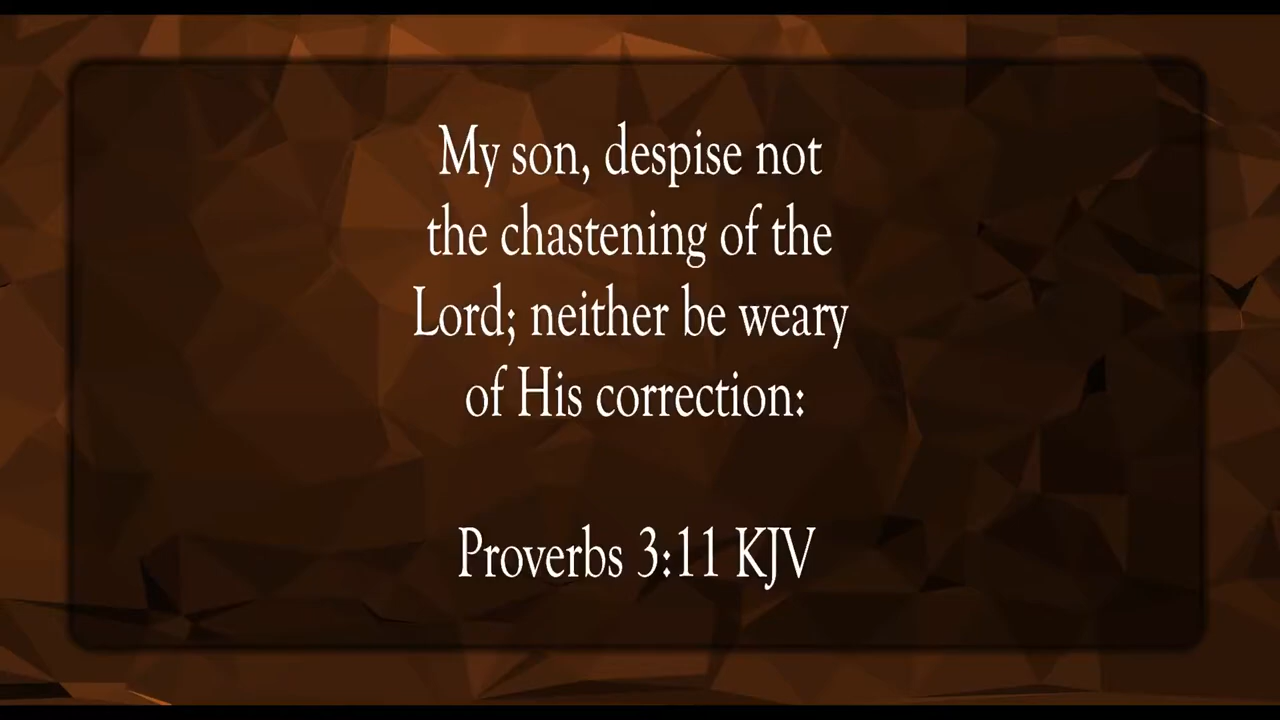 My son, despise not
the chastening of the
Lord; neither be weary
of His correction:
Proverbs 3:11 KJV